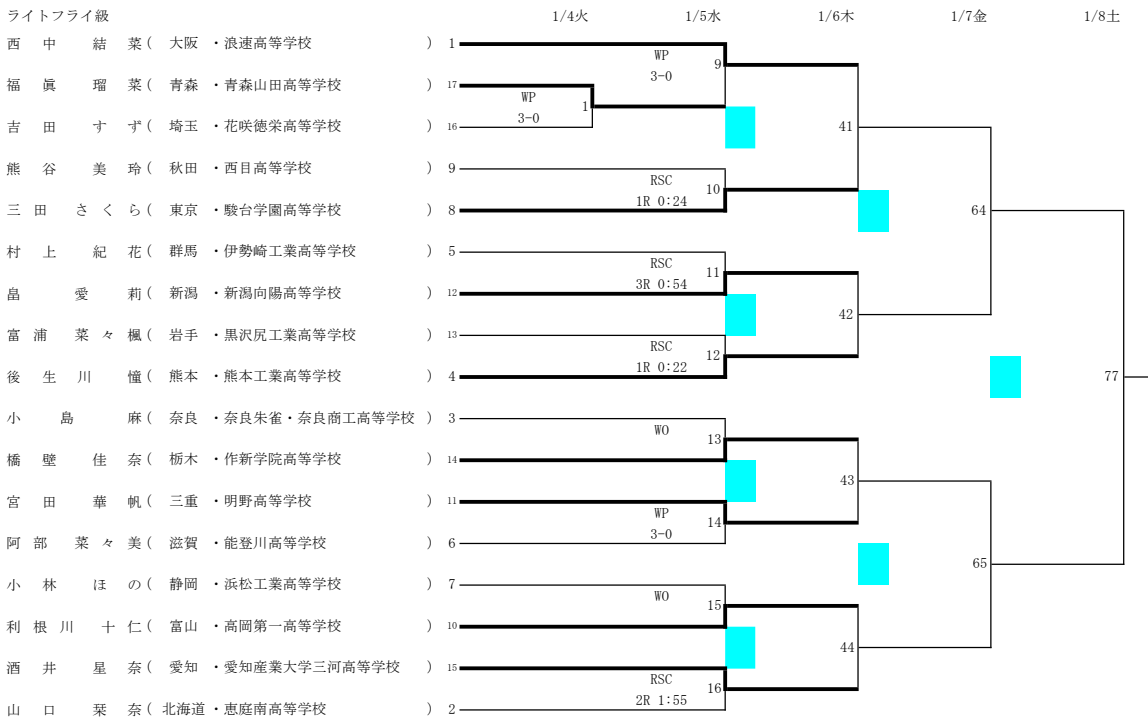 ライトフライ級 1/4火 1/5水 1/6木 1/7金 1/8土
西中 結菜( 大阪 ・浪速高等学校 ) 1
WP 9
福眞 瑠菜( 青森 ・青森山田高等学校 ) 17
3-0
WP 1
吉田 すず( 埼玉 ・花咲徳栄高等学校 ) 16
3-0 41
熊谷 美玲( 秋田 ・西目高等学校 ) 9
RSC 10
三田 さくら( 東京 ・駿台学園高等学校 ) 8
1R 0:24 64
村上 紀花( 群馬 ・伊勢崎工業高等学校 ) 5
RSC 11
畠 愛莉( 新潟 ・新潟向陽高等学校 ) 12
3R 0:54
42
富浦 菜々楓( 岩手 ・黒沢尻工業高等学校 ) 13
RSC 12
後生川 憧( 熊本 ・熊本工業高等学校 ) 4
1R 0:22 77
小島 麻( 奈良 ・奈良朱雀・奈良商工高等学校 ) 3
WO 13
橋壁 佳奈( 栃木 ・作新学院高等学校 ) 14
43
宮田 華帆( 三重 ・明野高等学校 ) 11
WP 14
阿部 菜々美( 滋賀 ・能登川高等学校 ) 6
3-0
65
小林 ほの( 静岡 ・浜松工業高等学校 ) 7
WO 15
利根川 十仁( 富山 ・高岡第一高等学校 ) 10
44
酒井 星奈( 愛知 ・愛知産業大学三河高等学校 ) 15
RSC 16
山口 栞奈( 北海道 ・恵庭南高等学校 ) 2
2R 1:55